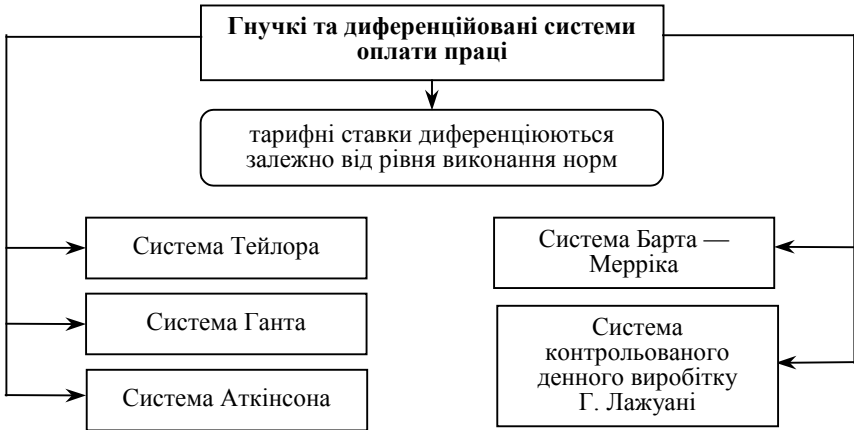 Гнучкі та диференційовані системи
оплати праці
тарифні ставки диференціюються
залежно від рівня виконання норм
Система Тейлора
Система Ганта
Система Аткінсона
Система Барта —
Мерріка
Система
контрольованого
денного виробітку
Г. Лажуані